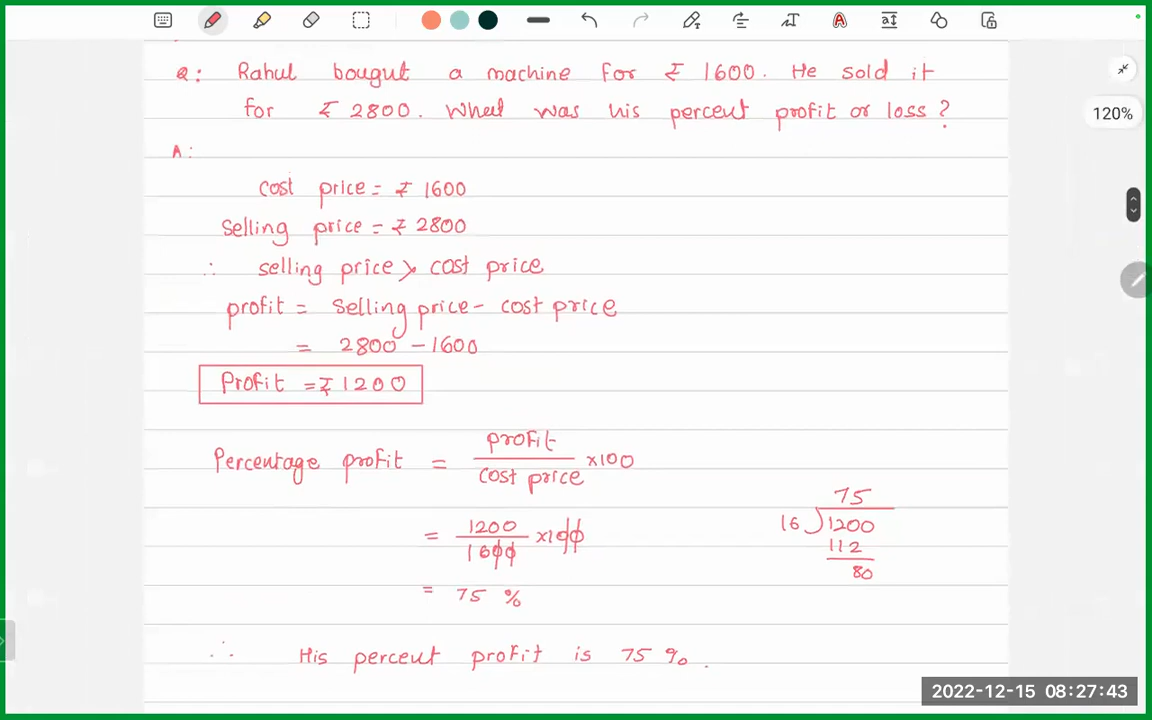 120%
Q: Rahul bougut a machine for ₹ 1600. He sold it
for ₹ 2800. What was his percent profit or loss?
A:
cost price = ₹ 1600
Selling price = ₹ 2800
∴ selling price > cost price
profit = Selling price - cost price
= 2800 - 1600
Profit = ₹ 1200
Percentage profit = profit / cost price × 100
= 1200 / 1600 × 100
= 75 %
75
16 ) 1200
112
80
∴ His percent profit is 75 %.
2022-12-15 08:27:43